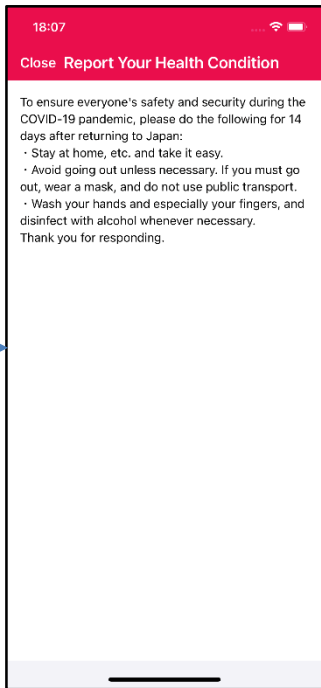 18:07
Close Report Your Health Condition
To ensure everyone's safety and security during the
COVID-19 pandemic, please do the following for 14
days after returning to Japan:
・Stay at home, etc. and take it easy.
・Avoid going out unless necessary. If you must go
out, wear a mask, and do not use public transport.
・Wash your hands and especially your fingers, and
disinfect with alcohol whenever necessary.
Thank you for responding.